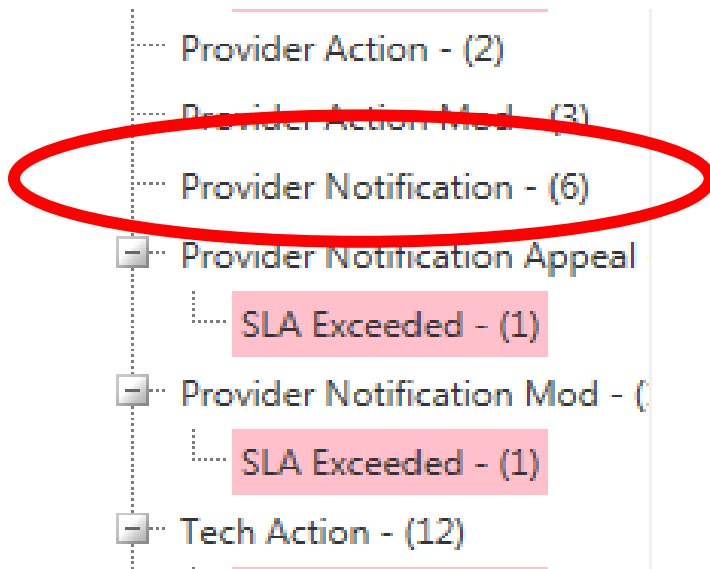 Provider Action - (2)
Provider Action Mod - (3)
Provider Notification - (6)
Provider Notification Appeal
SLA Exceeded - (1)
Provider Notification Mod - (
SLA Exceeded - (1)
Tech Action - (12)